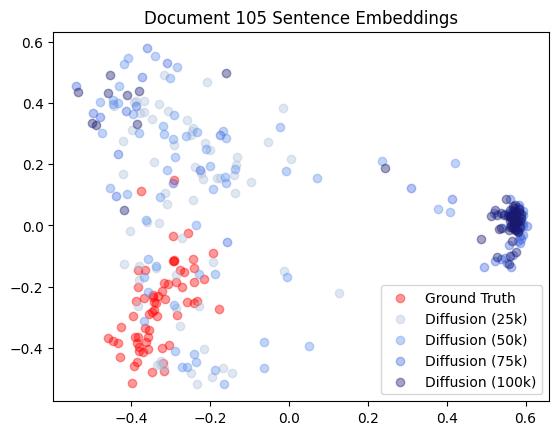 Document 105 Sentence Embeddings
0.6
0.4
0.2
0.0
−0.2
−0.4
Ground Truth
Diffusion (25k)
Diffusion (50k)
Diffusion (75k)
Diffusion (100k)
−0.4 −0.2 0.0 0.2 0.4 0.6